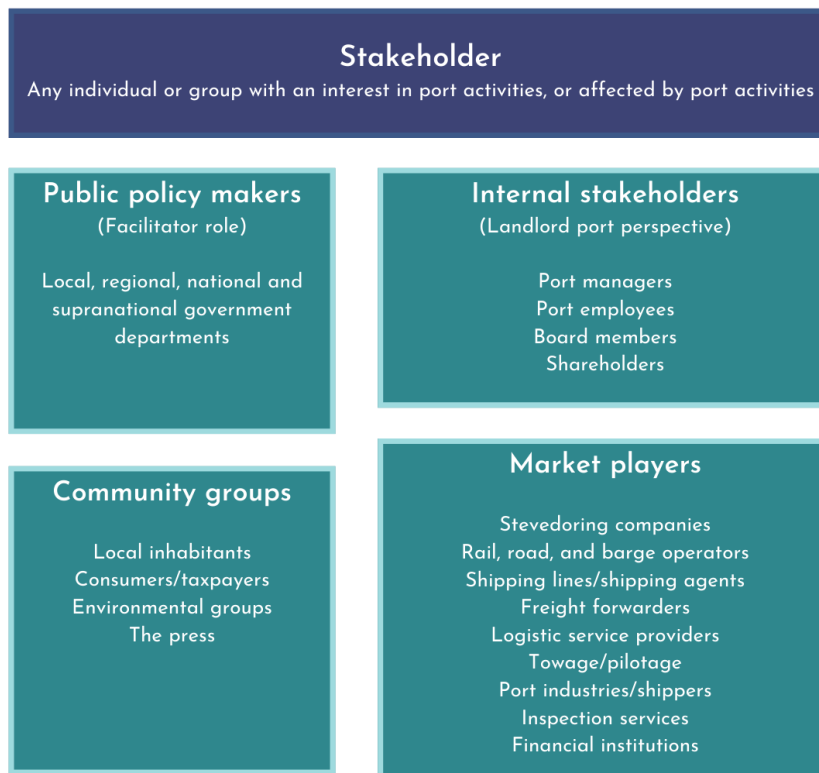 Stakeholder
Any individual or group with an interest in port activities, or affected by port activities
Public policy makers
(Facilitator role)
Local, regional, national and
supranational government
departments
Internal stakeholders
(Landlord port perspective)
Port managers
Port employees
Board members
Shareholders
Community groups
Local inhabitants
Consumers/taxpayers
Environmental groups
The press
Market players
Stevedoring companies
Rail, road, and barge operators
Shipping lines/shipping agents
Freight forwarders
Logistic service providers
Towage/pilotage
Port industries/shippers
Inspection services
Financial institutions